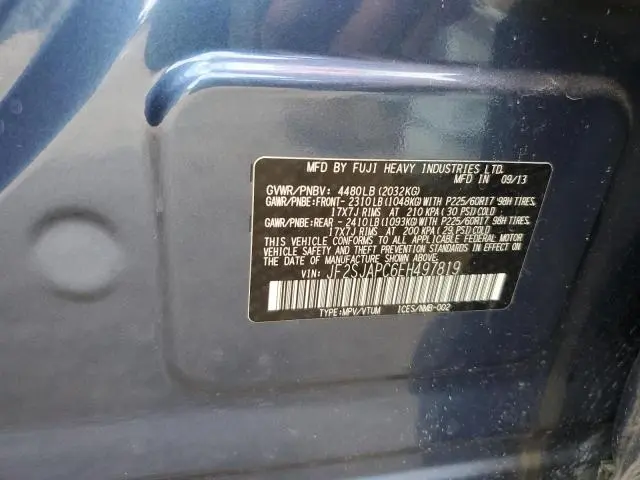 MFD BY FUJI HEAVY INDUSTRIES LTD. 09/13
GVWR/PNBV: 4480LB (2032KG)
GAWR/PNBE:FRONT- 2310LB(1048KG)WITH P225/60R17 98H TIRES,
17X7J RIMS AT 210 KPA(30 PSI)COLD
GAWR/PNBE:REAR - 2410LB(1093KG)WITH P225/60R17 98H TIRES,
17X7J RIMS AT 200 KPA(29 PSI)COLD
THIS VEHICLE CONFORMS TO ALL APPLICABLE FEDERAL MOTOR
VEHICLE SAFETY AND THEFT PREVENTION STANDARDS IN EFFECT ON
THE DATE OF MANUFACTURE SHOWN ABOVE.
VIN: JF2SJAPC6EH497819
TYPE:MPV/VTUM ICES/NMB-002